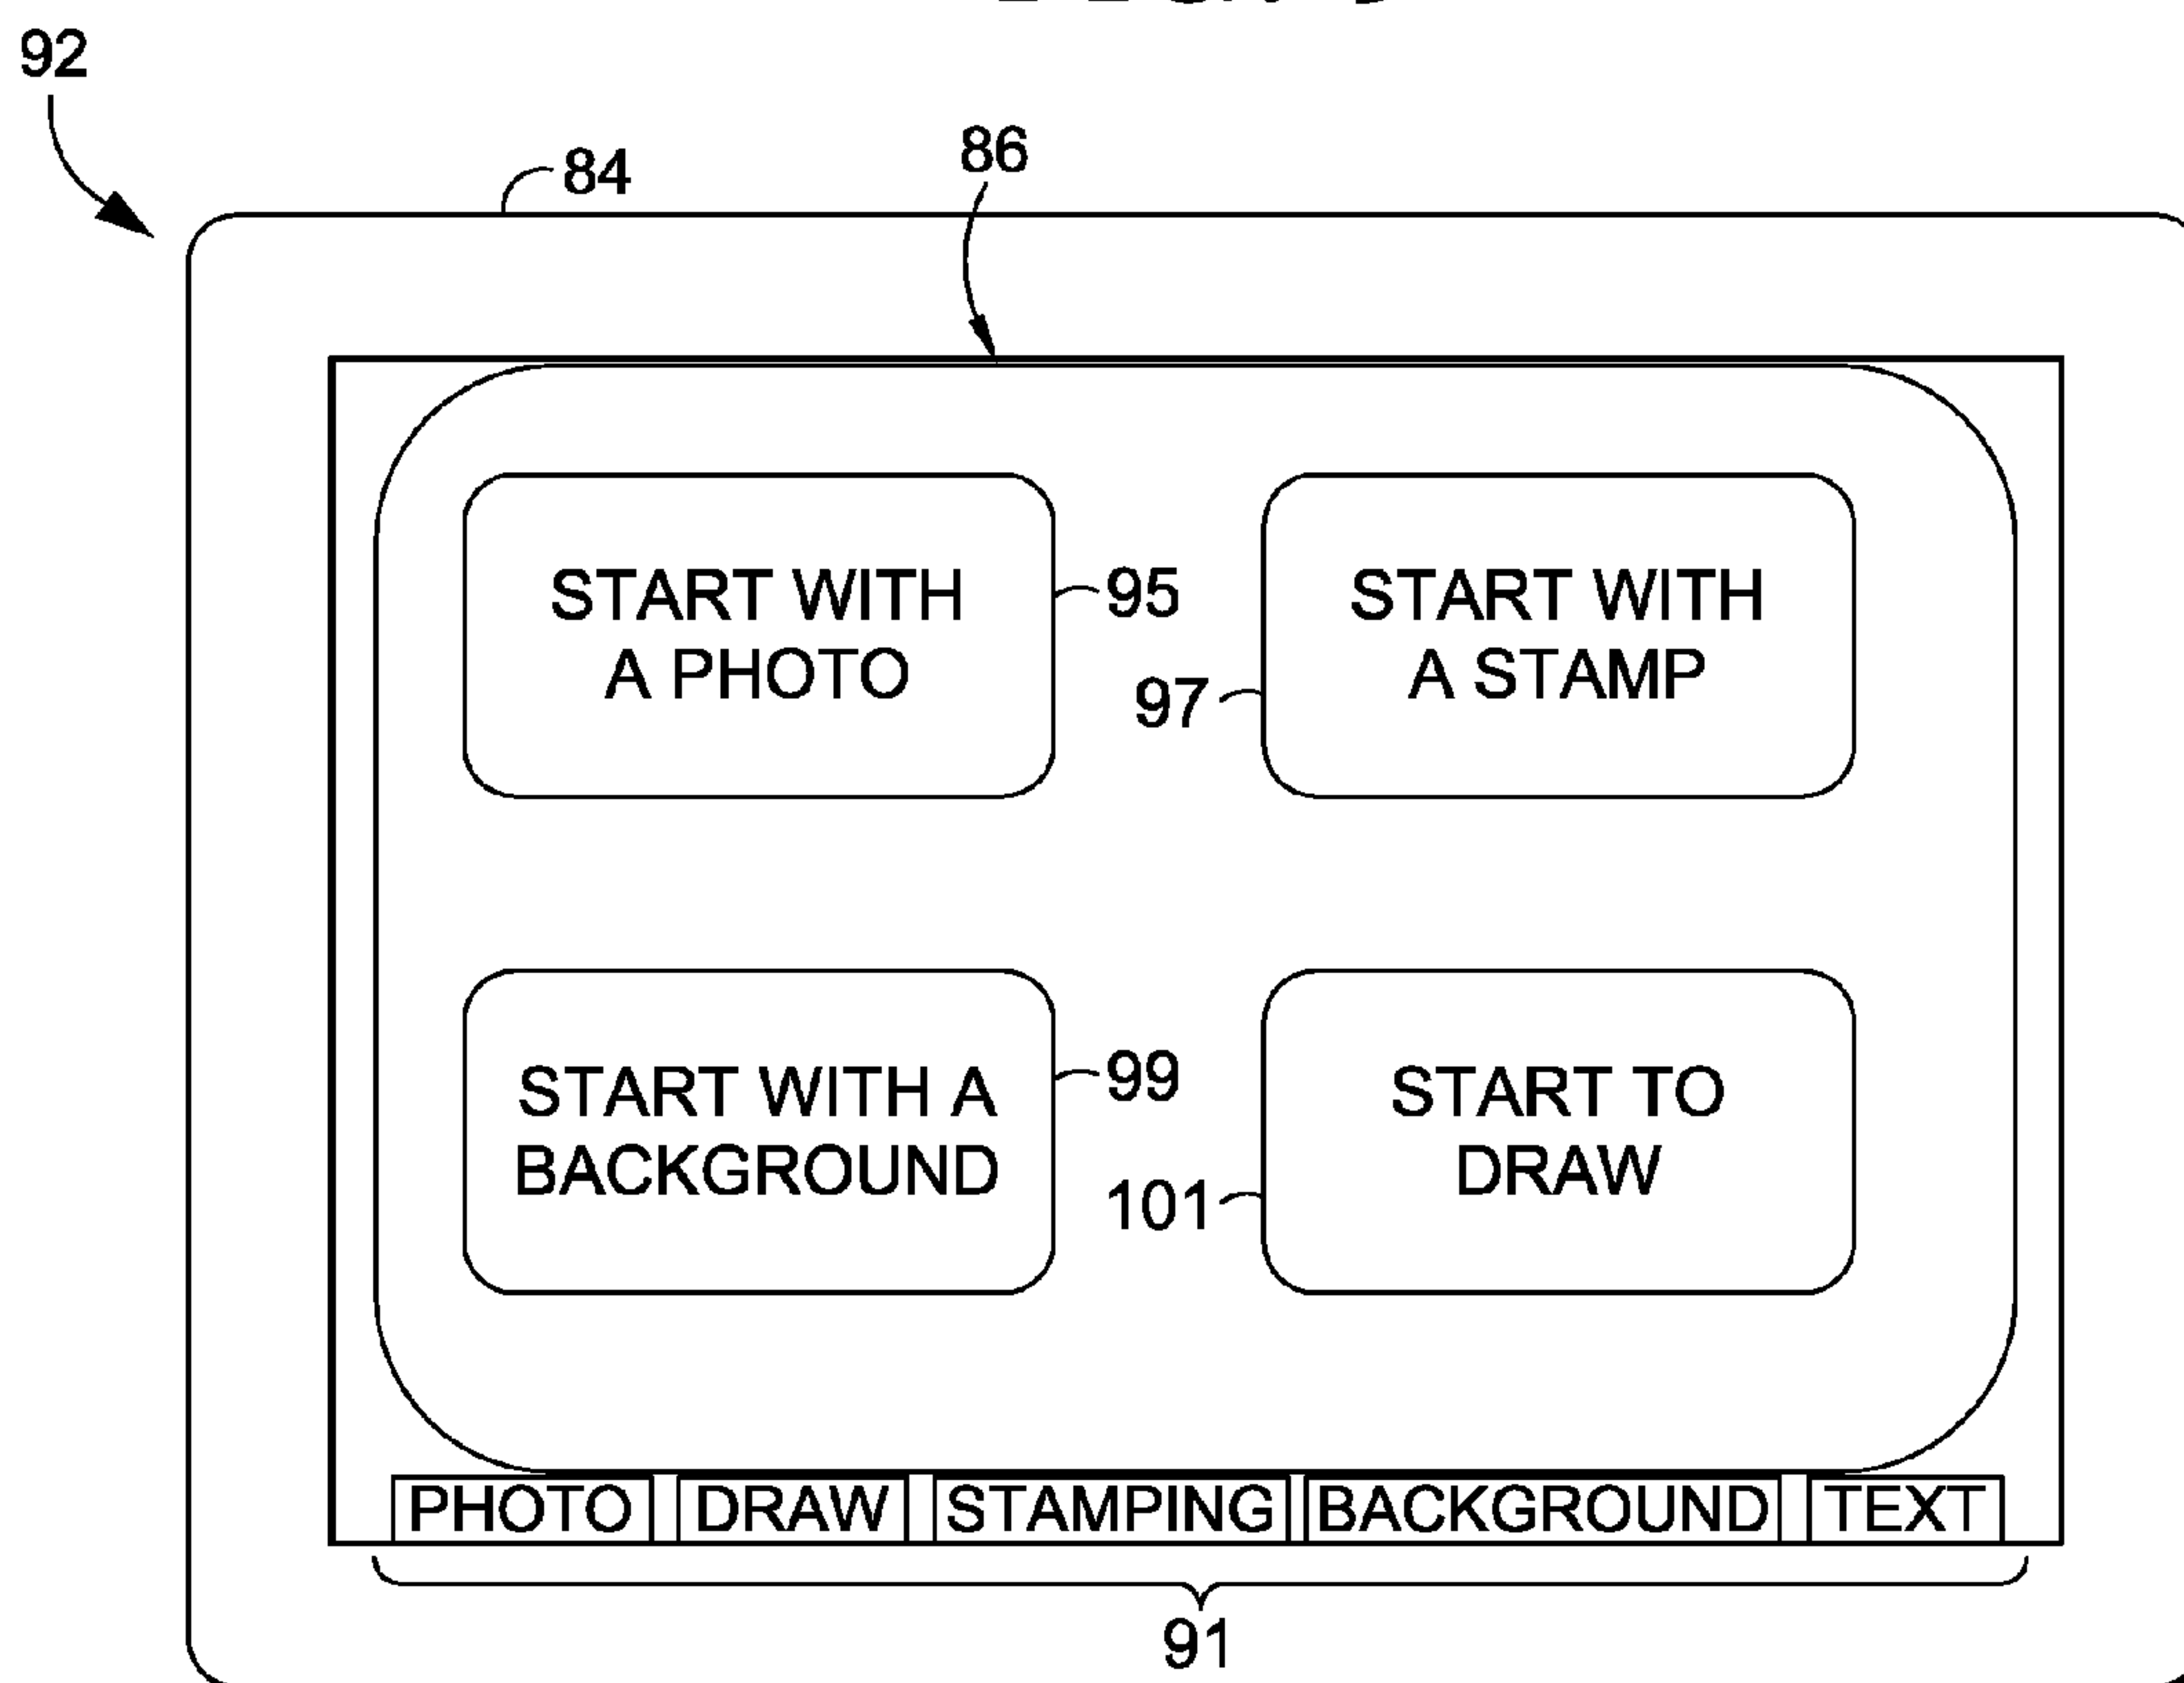 92
84
86
START WITH
A PHOTO
95
START WITH
A STAMP
97
START WITH A
BACKGROUND
99
START TO
DRAW
101
PHOTO DRAW STAMPING BACKGROUND TEXT
91